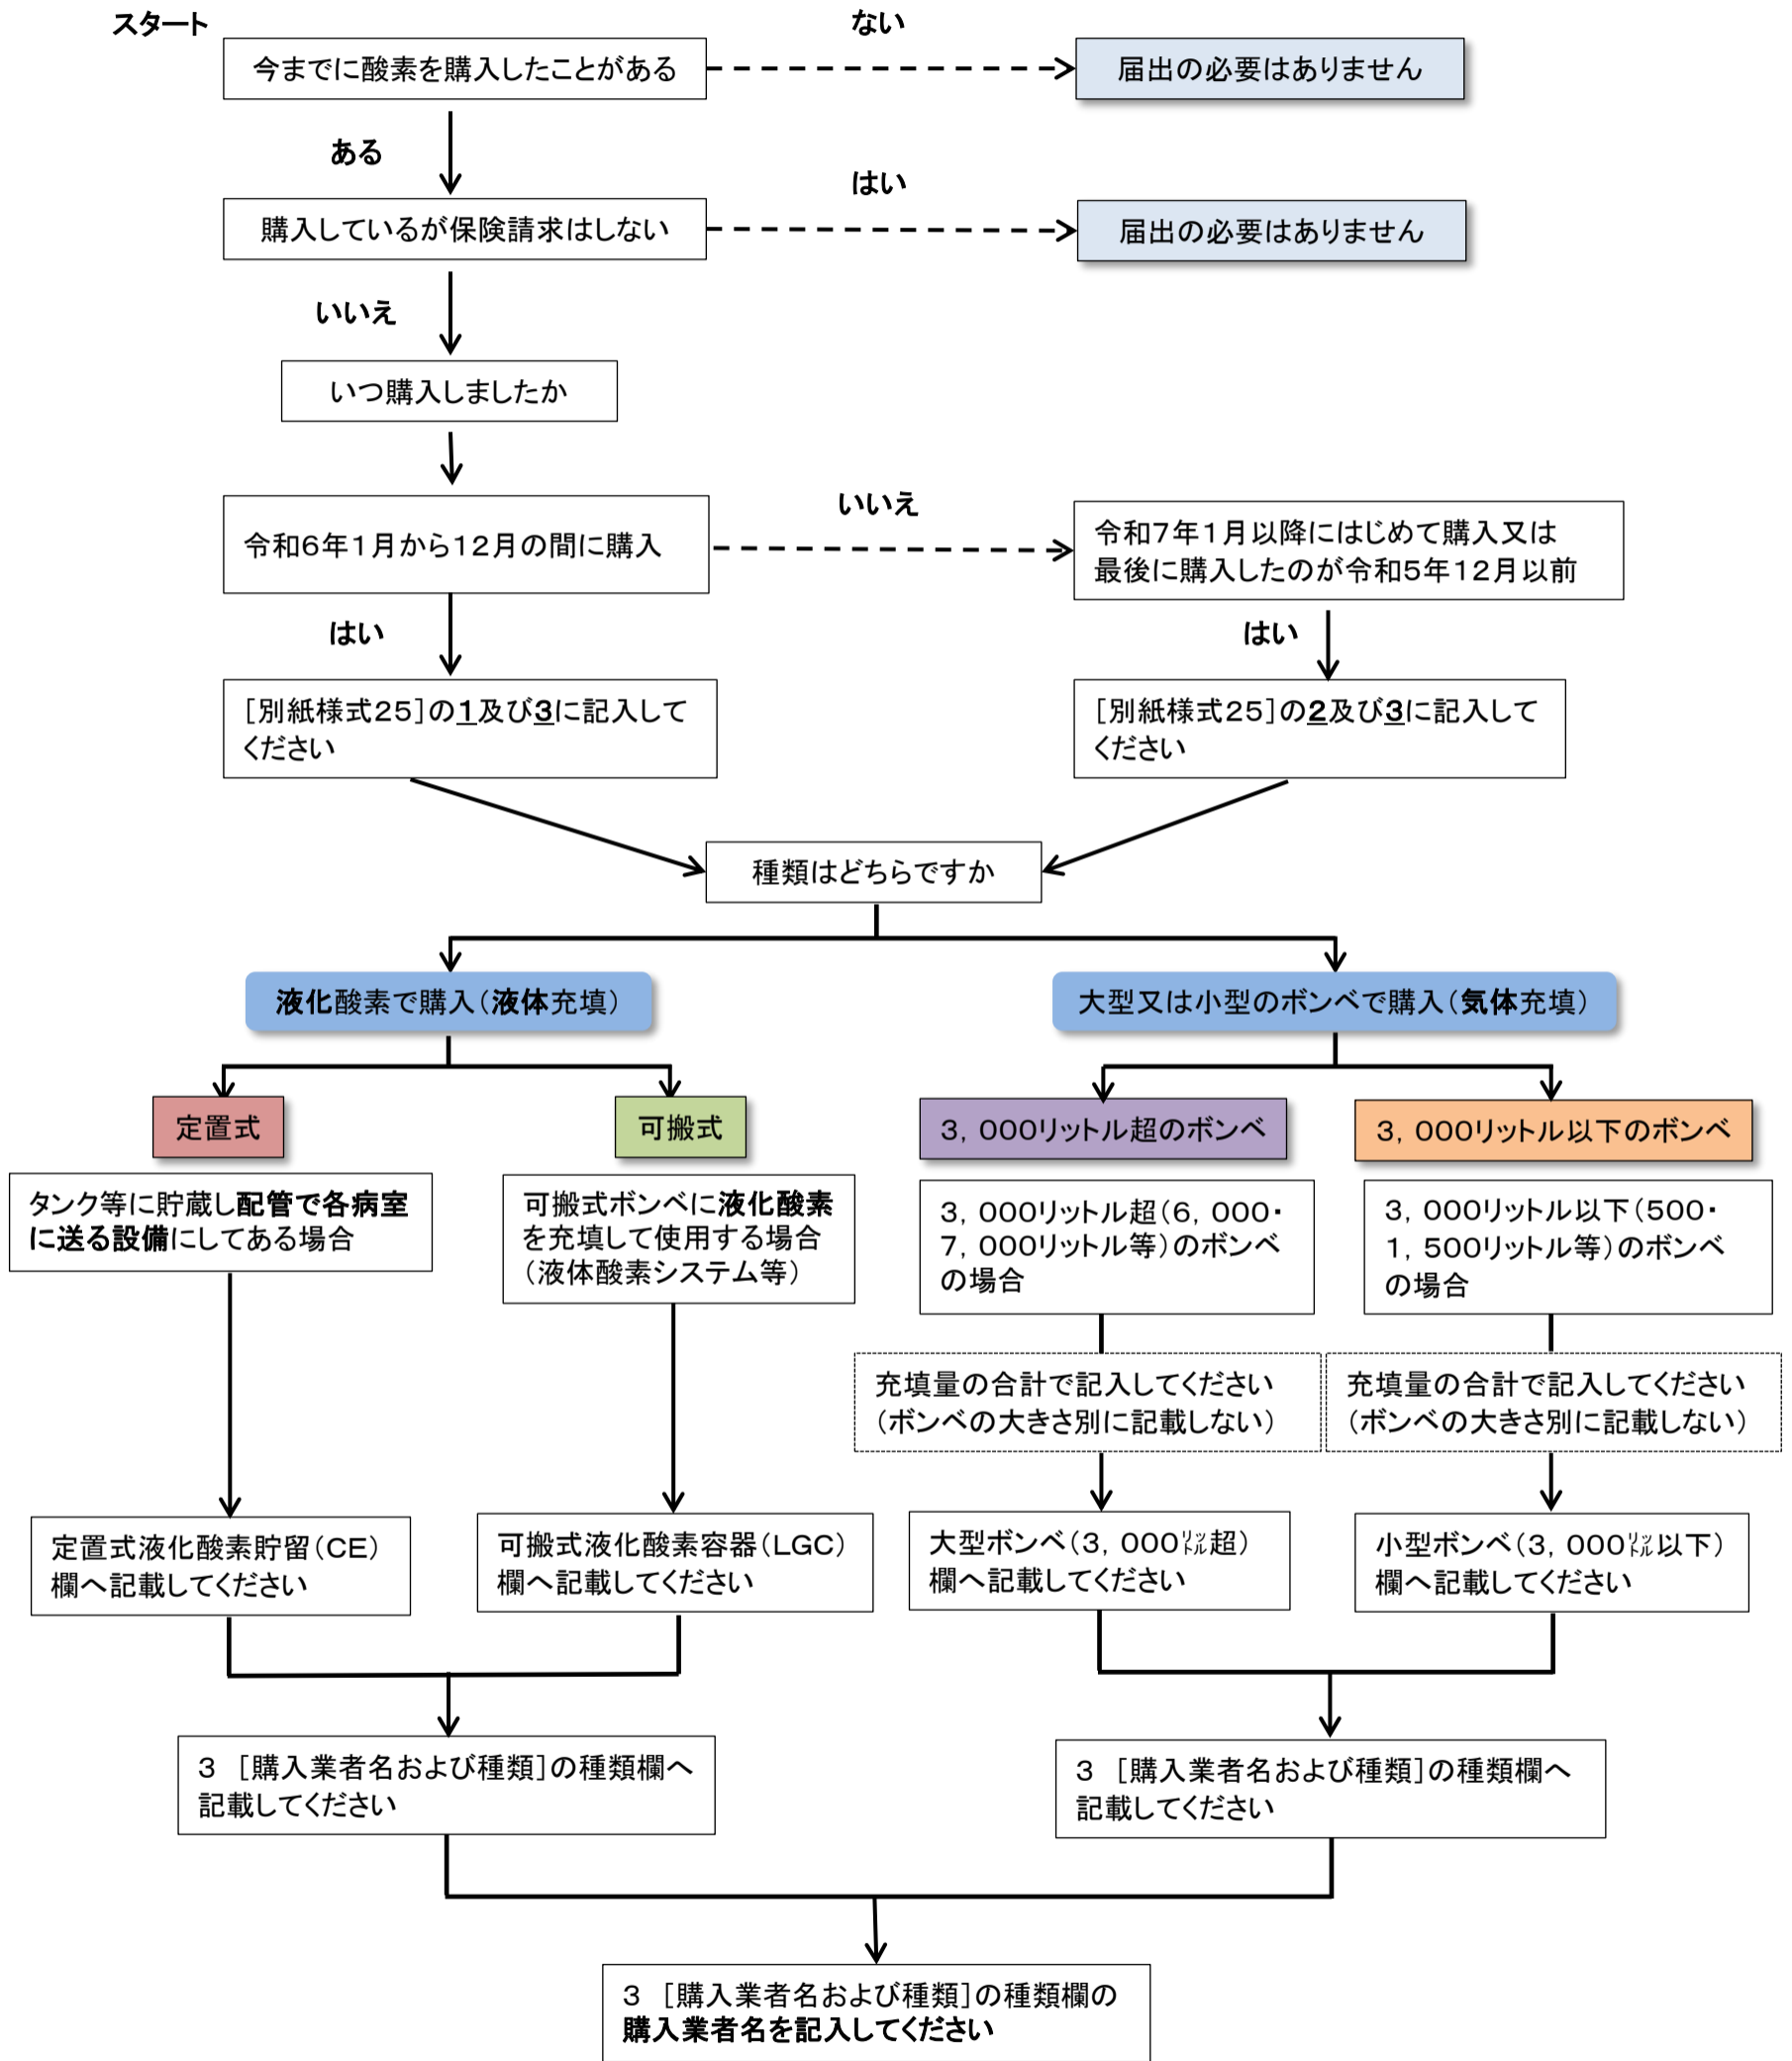 スタート
ない
今までに酸素を購入したことがある
届出の必要はありません
ある
はい
購入しているが保険請求はしない
届出の必要はありません
いいえ
いつ購入しましたか
いいえ
令和6年1月から12月の間に購入
令和7年1月以降にはじめて購入又は
最後に購入したのが令和5年12月以前
はい
はい
［別紙様式25］の1及び3に記入して
ください
［別紙様式25］の2及び3に記入して
ください
種類はどちらですか
液化酸素で購入（液体充填）
大型又は小型のボンベで購入（気体充填）
定置式
可搬式
3，000リットル超のボンベ
3，000リットル以下のボンベ
タンク等に貯蔵し配管で各病室
に送る設備にしてある場合
可搬式ボンベに液化酸素
を充填して使用する場合
（液体酸素システム等）
3，000リットル超（6，000・
7，000リットル等）のボンベ
の場合
3，000リットル以下（500・
1，500リットル等）のボンベ
の場合
充填量の合計で記入してください
（ボンベの大きさ別に記載しない）
充填量の合計で記入してください
（ボンベの大きさ別に記載しない）
定置式液化酸素貯留（CE）
欄へ記載してください
可搬式液化酸素容器（LGC）
欄へ記載してください
大型ボンベ（3，000㍑超）
欄へ記載してください
小型ボンベ（3，000㍑以下）
欄へ記載してください
3　［購入業者名および種類］の種類欄へ
記載してください
3　［購入業者名および種類］の種類欄へ
記載してください
3　［購入業者名および種類］の種類欄の
購入業者名を記入してください